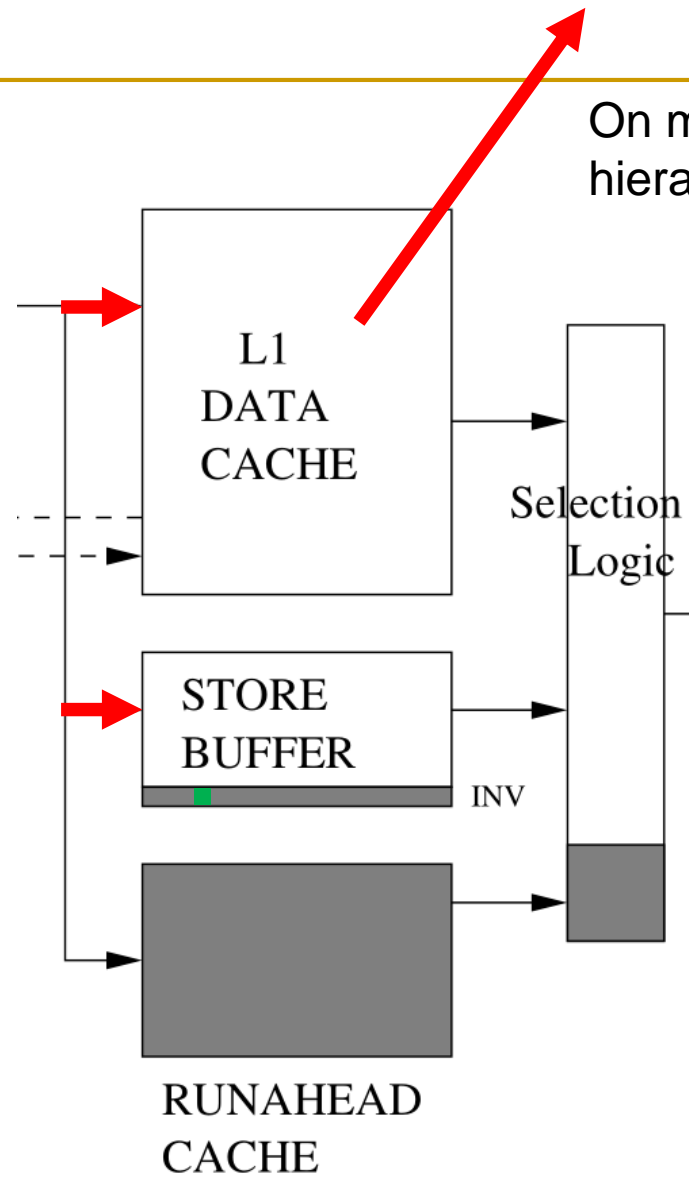 On
hiera
L1
DATA
CACHE
Selection
Logic
STORE
BUFFER
INV
RUNAHEAD
CACHE